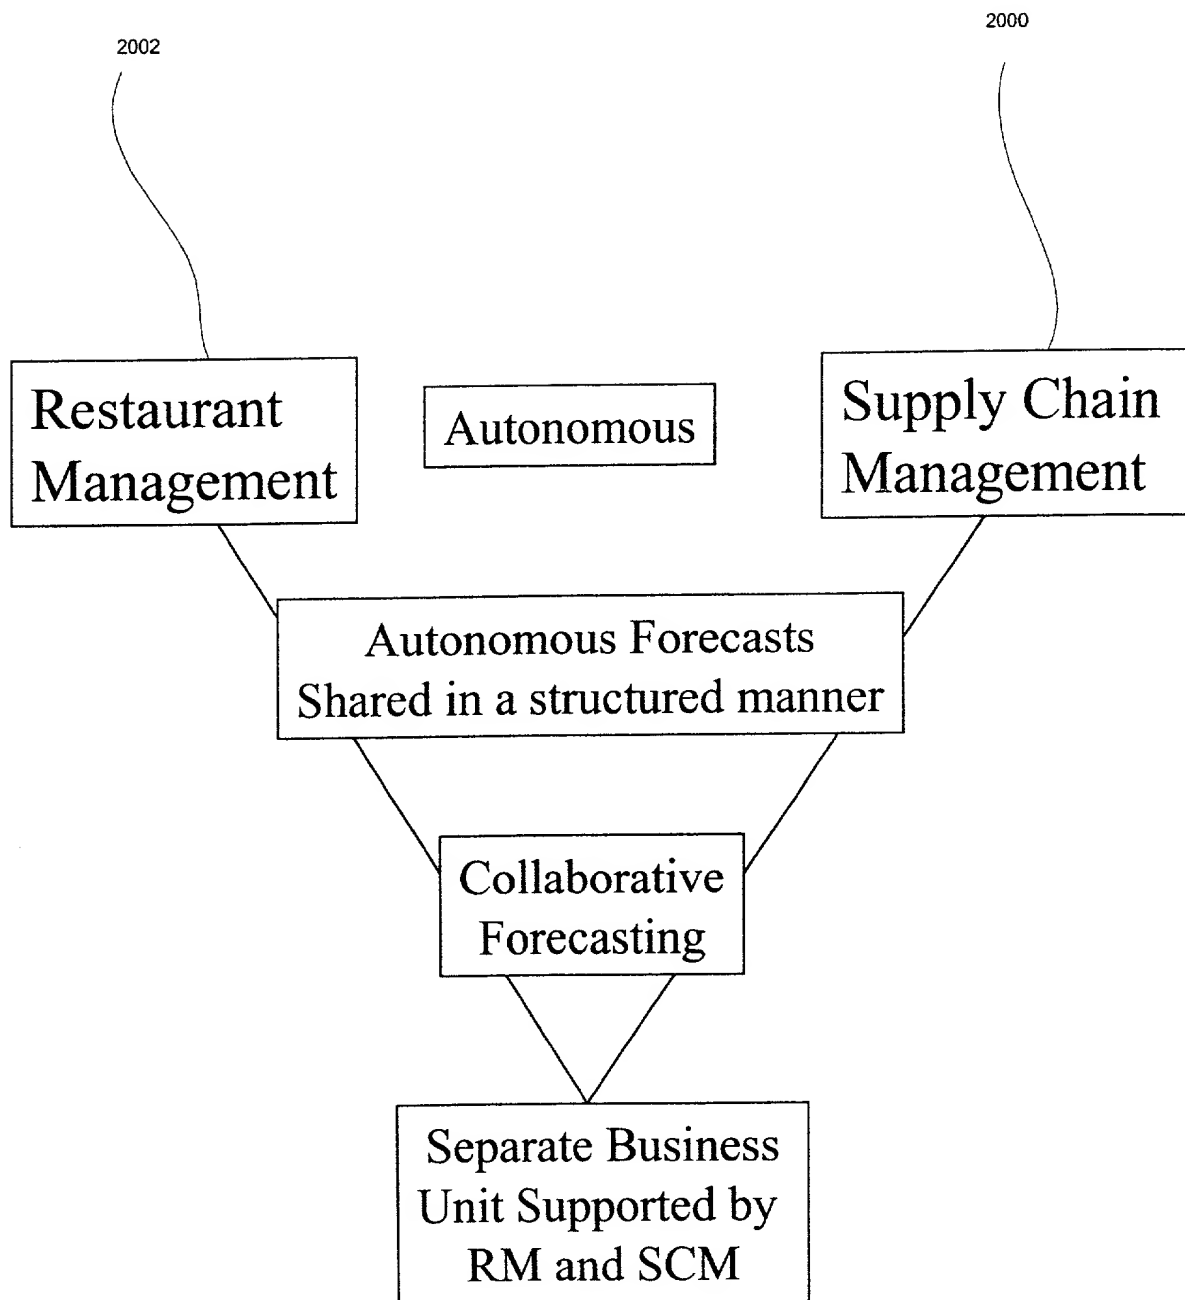 2002
2000
Restaurant
Management
Autonomous
Supply Chain
Management
Autonomous Forecasts
Shared in a structured manner
Collaborative
Forecasting
Separate Business
Unit Supported by
RM and SCM